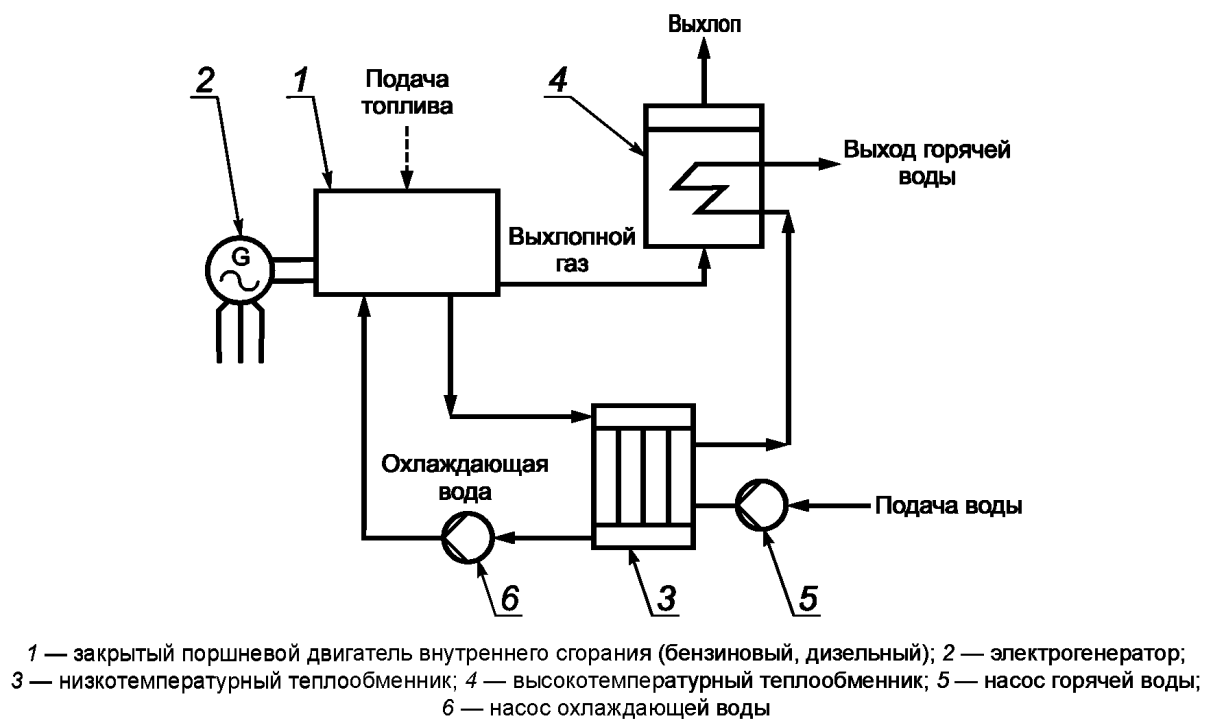 Выхлоп
2
1
Подача
топлива
4
Выход горячей
воды
G
Выхлопной
газ
Охлаждающая
вода
Подача воды
6
3
5
1 — закрытый поршневой двигатель внутреннего сгорания (бензиновый, дизельный); 2 — электрогенератор;
3 — низкотемпературный теплообменник; 4 — высокотемпературный теплообменник; 5 — насос горячей воды;
6 — насос охлаждающей воды